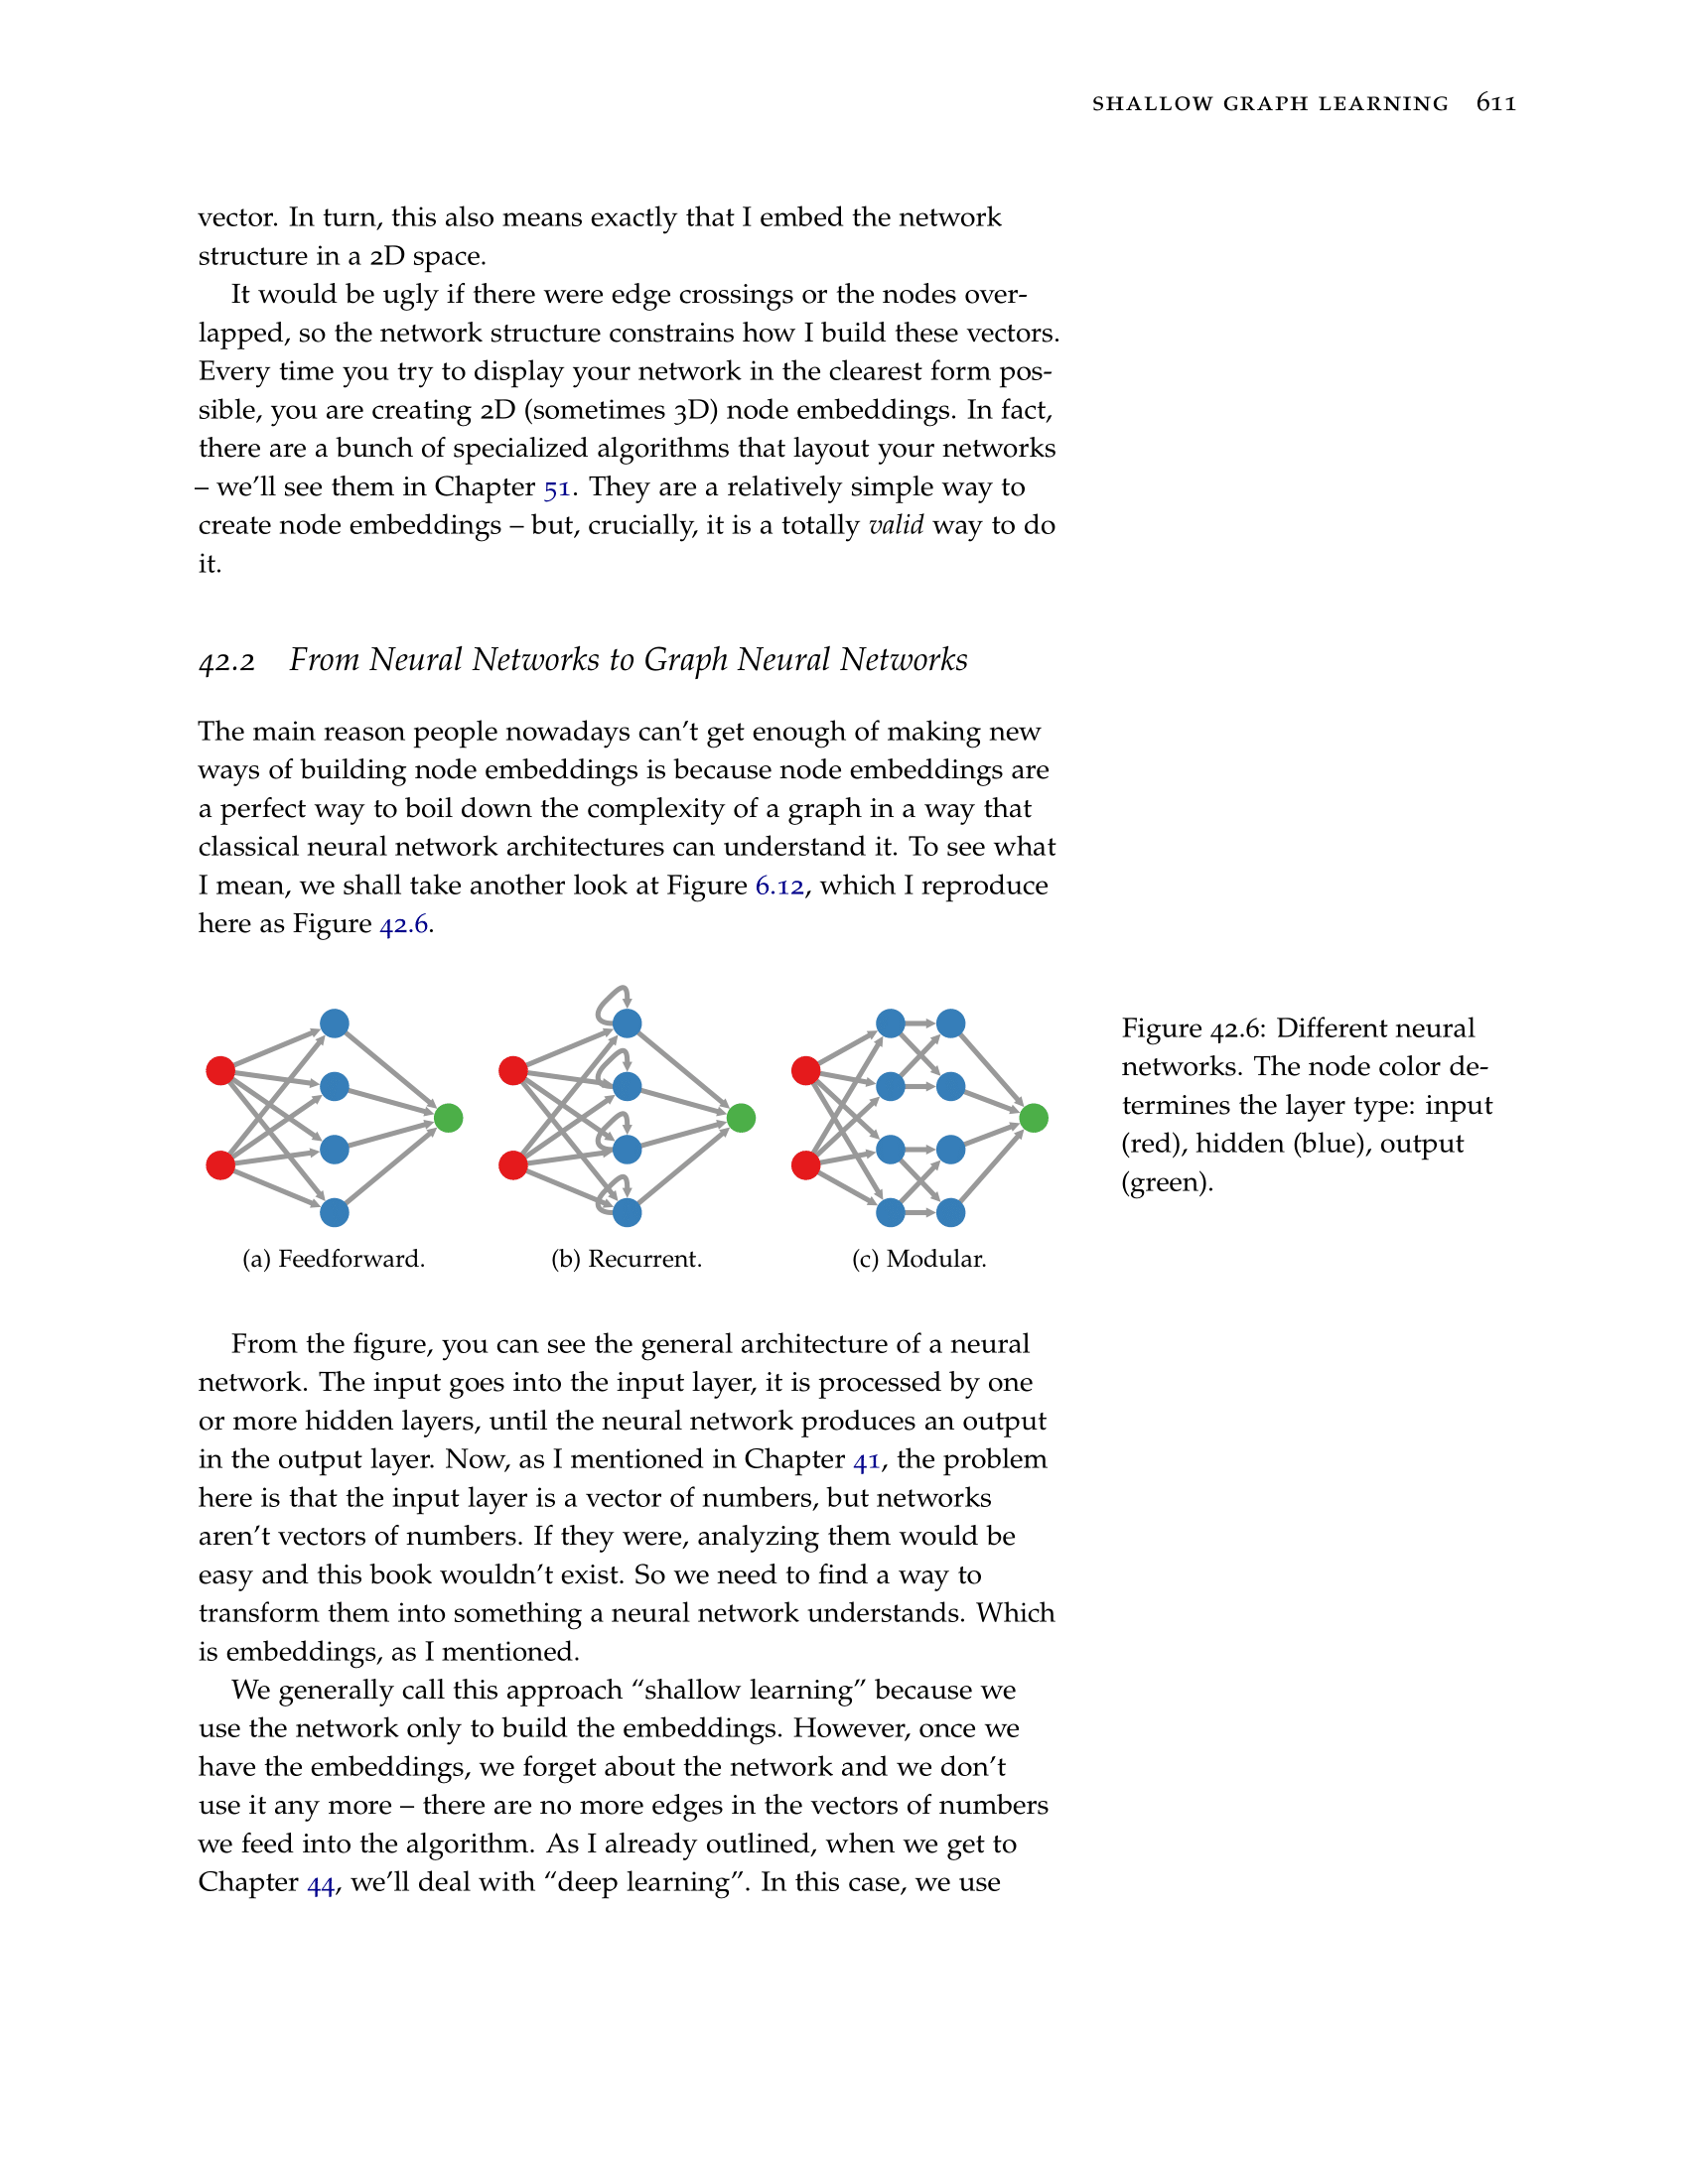 SHALLOW GRAPH LEARNING 611
vector. In turn, this also means exactly that I embed the network
structure in a 2D space.
It would be ugly if there were edge crossings or the nodes over-
lapped, so the network structure constrains how I build these vectors.
Every time you try to display your network in the clearest form pos-
sible, you are creating 2D (sometimes 3D) node embeddings. In fact,
there are a bunch of specialized algorithms that layout your networks
– we’ll see them in Chapter 51. They are a relatively simple way to
create node embeddings – but, crucially, it is a totally valid way to do
it.
42.2 From Neural Networks to Graph Neural Networks
The main reason people nowadays can’t get enough of making new
ways of building node embeddings is because node embeddings are
a perfect way to boil down the complexity of a graph in a way that
classical neural network architectures can understand it. To see what
I mean, we shall take another look at Figure 6.12, which I reproduce
here as Figure 42.6.
(a) Feedforward.
(b) Recurrent.
(c) Modular.
Figure 42.6: Different neural
networks. The node color de-
termines the layer type: input
(red), hidden (blue), output
(green).
From the figure, you can see the general architecture of a neural
network. The input goes into the input layer, it is processed by one
or more hidden layers, until the neural network produces an output
in the output layer. Now, as I mentioned in Chapter 41, the problem
here is that the input layer is a vector of numbers, but networks
aren’t vectors of numbers. If they were, analyzing them would be
easy and this book wouldn’t exist. So we need to find a way to
transform them into something a neural network understands. Which
is embeddings, as I mentioned.
We generally call this approach “shallow learning” because we
use the network only to build the embeddings. However, once we
have the embeddings, we forget about the network and we don’t
use it any more – there are no more edges in the vectors of numbers
we feed into the algorithm. As I already outlined, when we get to
Chapter 44, we’ll deal with “deep learning”. In this case, we use